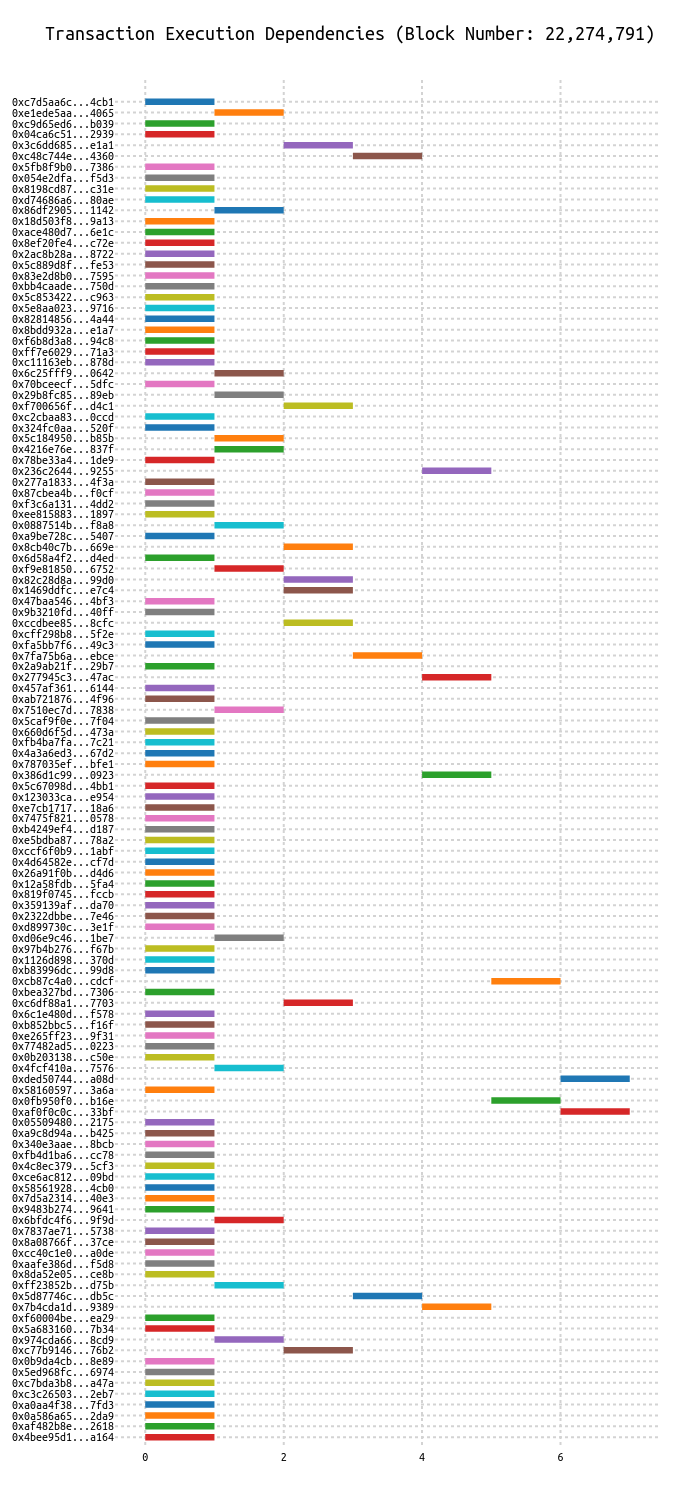 Transaction Execution Dependencies (Block Number: 22,274,791)
0xc7d5aa6c...4cb1
0xe1ede5aa...4065
0xc9d65ed6...b039
0x04ca6c51...2939
0x3c6dd685...e1a1
0xc48c744e...4360
0x5fb8f9b0...7386
0x054e2dfa...f5d3
0x8198cd87...c31e
0xd74686a6...80ae
0x86df2905...1142
0x18d503f8...9a13
0xace480d7...6e1c
0x8ef20fe4...c72e
0x2ac8b28a...8722
0x5c889d8f...fe53
0x83e2d8b0...7595
0xbb4caade...750d
0x5c853422...c963
0x5e8aa023...9716
0x82814856...4a44
0x8bdd932a...e1a7
0xf6b8d3a8...94c8
0xff7e6029...71a3
0xc11163eb...878d
0x6c25fff9...0642
0x70bceecf...5dfc
0x29b8fc85...89eb
0xf700656f...d4c1
0xc2cbaa83...0ccd
0x324fc0aa...520f
0x5c184950...b85b
0x4216e76e...837f
0x78be33a4...1de9
0x236c2644...9255
0x277a1833...4f3a
0x87cbea4b...f0cf
0xf3c6a131...4dd2
0xee815883...1897
0x0887514b...f8a8
0xa9be728c...5407
0x8cb40c7b...669e
0x6d58a4f2...d4ed
0xf9e81850...6752
0x82c28d8a...99d0
0x1469ddfc...e7c4
0x47baa546...4bf3
0x9b3210fd...40ff
0xccdbee85...8cfc
0xcff298b8...5f2e
0xfa5bb7f6...49c3
0x7fa75b6a...ebce
0x2a9ab21f...29b7
0x277945c3...47ac
0x457af361...6144
0xab721876...4f96
0x7510ec7d...7838
0x5caf9f0e...7f04
0x660d6f5d...473a
0xfb4ba7fa...7c21
0x4a3a6ed3...67d2
0x787035ef...bfe1
0x386d1c99...0923
0x5c67098d...4bb1
0x123033ca...e954
0xe7cb1717...18a6
0x7475f821...0578
0xb4249ef4...d187
0xe5bdba87...78a2
0xccf6f0b9...1abf
0x4d64582e...cf7d
0x26a91f0b...d4d6
0x12a58fdb...5fa4
0x819f0745...fccb
0x359139af...da70
0x2322dbbe...7e46
0xd899730c...3e1f
0xd06e9c46...1be7
0x97b4b276...f67b
0x1126d898...370d
0xb83996dc...99d8
0xcb87c4a0...cdcf
0xbea327bd...7306
0xc6df88a1...7703
0x6c1e480d...f578
0xb852bbc5...f16f
0xe265ff23...9f31
0x77482ad5...0223
0x0b203138...c50e
0x4fcf410a...7576
0xded50744...a08d
0x58160597...3a6a
0x0fb950f0...b16e
0xaf0f0c0c...33bf
0x05509480...2175
0xa9c8d94a...b425
0x340e3aae...8bcb
0xfb4d1ba6...cc78
0x4c8ec379...5cf3
0xce6ac812...09bd
0x58561928...4cb0
0x7d5a2314...40e3
0x9483b274...9641
0x6bfdc4f6...9f9d
0x7837ae71...5738
0x8a08766f...37ce
0xcc40c1e0...a0de
0xaafe386d...f5d8
0x8da52e05...ce8b
0xff23852b...d75b
0x5d87746c...db5c
0x7b4cda1d...9389
0xf60004be...ea29
0x5a683160...7b34
0x974cda66...8cd9
0xc77b9146...76b2
0x0b9da4cb...8e89
0x5ed968fc...6974
0xc7bda3b8...a47a
0xc3c26503...2eb7
0xa0aa4f38...7fd3
0x0a586a65...2da9
0xaf482b8e...2618
0x4bee95d1...a164
0 2 4 6